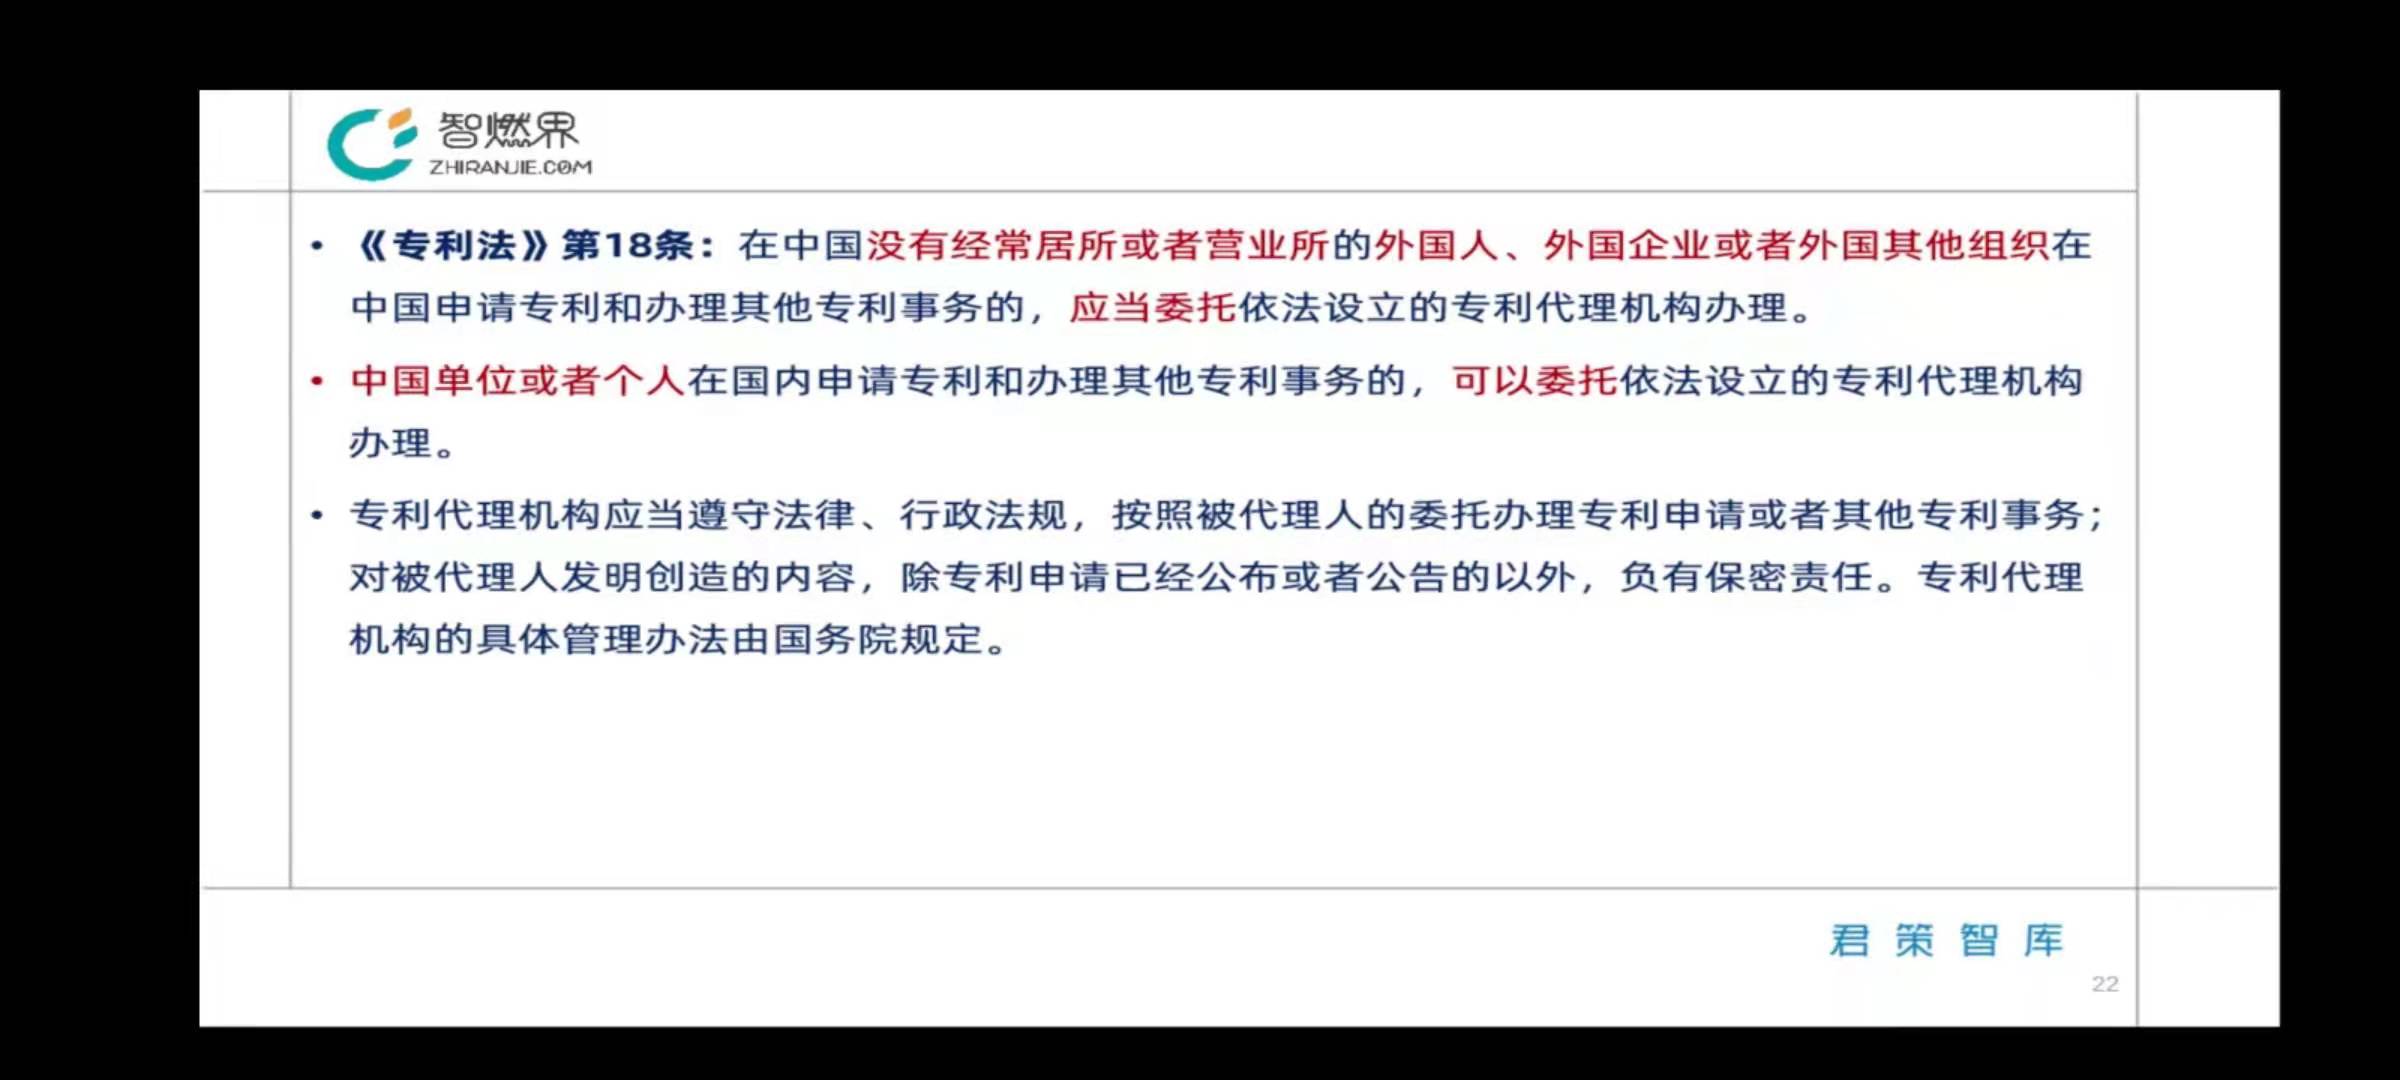 智燃界
ZHIRANJIE.COM
• 《专利法》第18条：在中国没有经常居所或者营业所的外国人、外国企业或者外国其他组织在
中国申请专利和办理其他专利事务的，应当委托依法设立的专利代理机构办理。
• 中国单位或者个人在国内申请专利和办理其他专利事务的，可以委托依法设立的专利代理机构
办理。
• 专利代理机构应当遵守法律、行政法规，按照被代理人的委托办理专利申请或者其他专利事务；
对被代理人发明创造的内容，除专利申请已经公布或者公告的以外，负有保密责任。专利代理
机构的具体管理办法由国务院规定。
君策智库
22